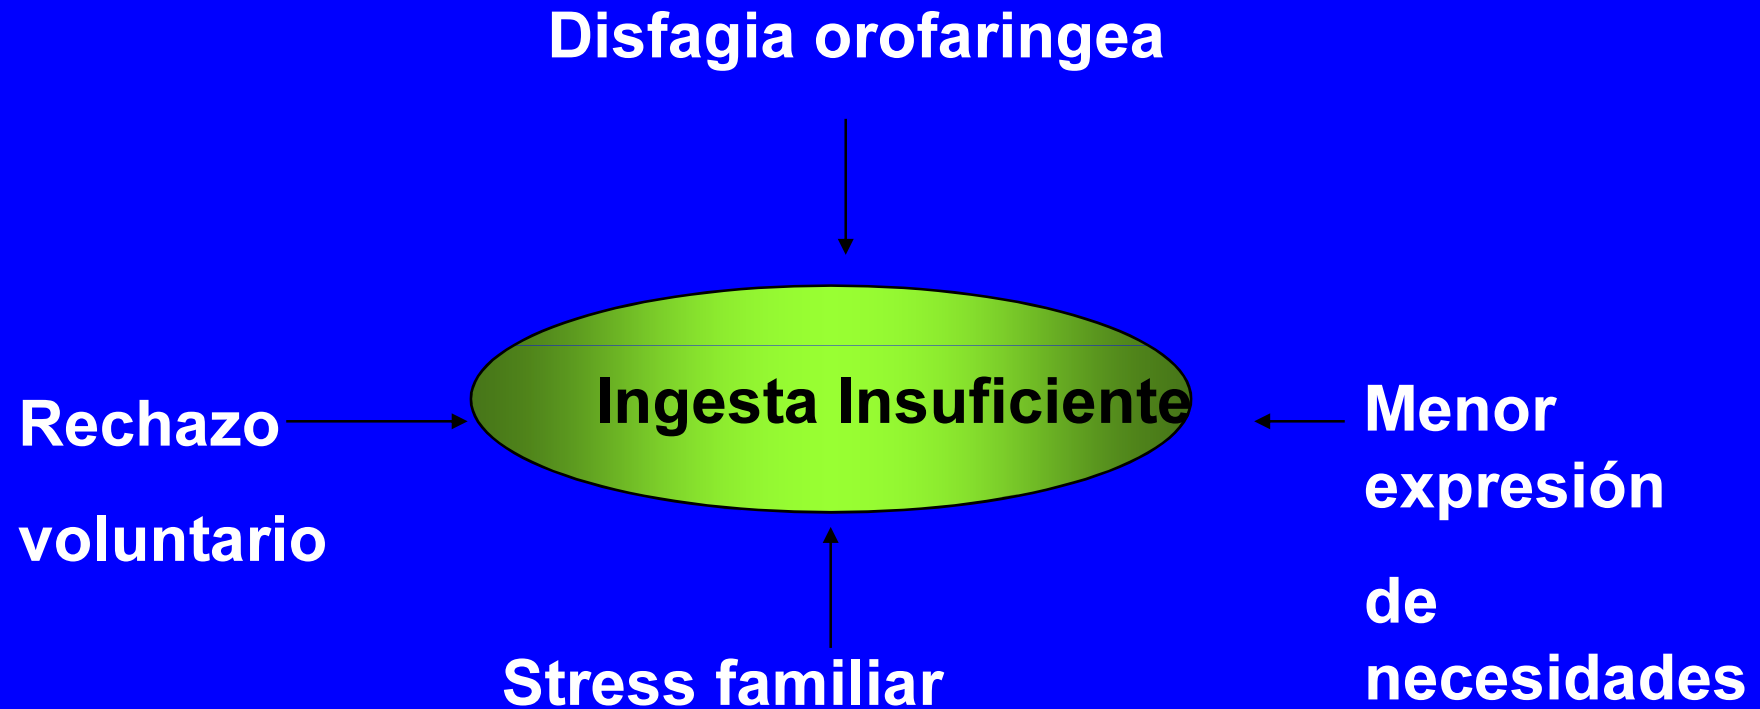 Disfagia orofaringea
Ingesta Insuficiente
Rechazo
voluntario
Menor
expresión
de
necesidades
Stress familiar